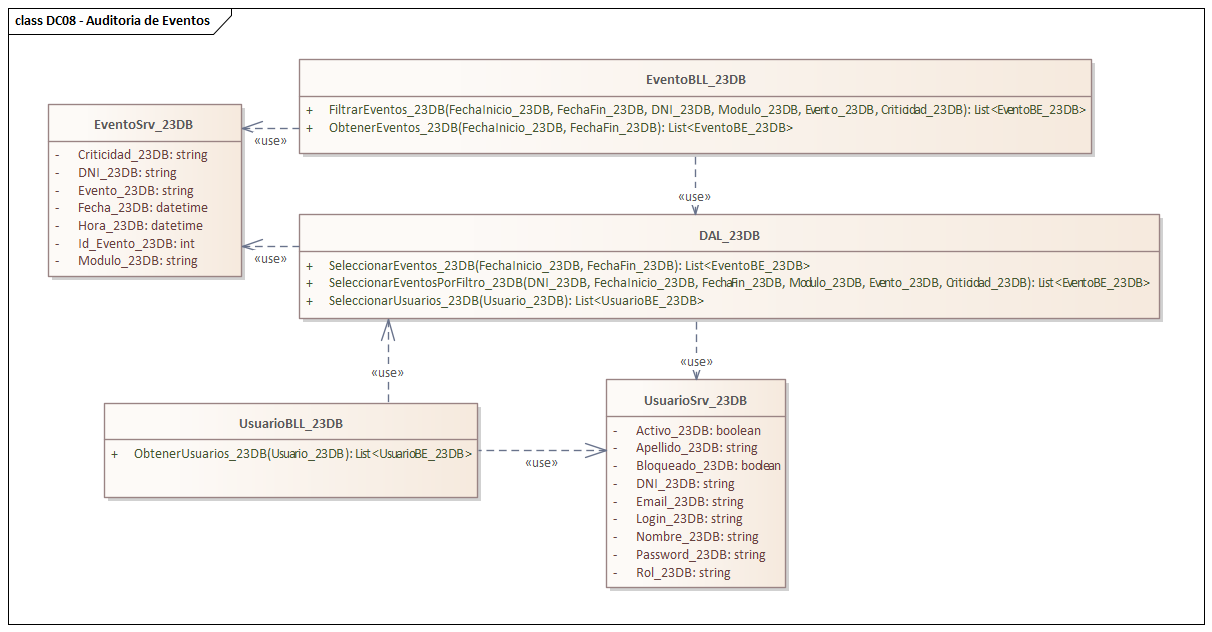 class DC08 - Auditoria de Eventos
EventoBLL_23DB
+ FiltrarEventos_23DB(FechaInicio_23DB, FechaFin_23DB, DNI_23DB, Modulo_23DB, Evento_23DB, Criticidad_23DB): List<EventoBE_23DB>
+ ObtenerEventos_23DB(FechaInicio_23DB, FechaFin_23DB): List<EventoBE_23DB>
EventoSrv_23DB
- Criticidad_23DB: string
- DNI_23DB: string
- Evento_23DB: string
- Fecha_23DB: datetime
- Hora_23DB: datetime
- Id_Evento_23DB: int
- Modulo_23DB: string
«use»
«use»
«use»
DAL_23DB
+ SeleccionarEventos_23DB(FechaInicio_23DB, FechaFin_23DB): List<EventoBE_23DB>
+ SeleccionarEventosPorFiltro_23DB(DNI_23DB, FechaInicio_23DB, FechaFin_23DB, Modulo_23DB, Evento_23DB, Criticidad_23DB): List<EventoBE_23DB>
+ SeleccionarUsuarios_23DB(Usuario_23DB): List<UsuarioBE_23DB>
«use»
«use»
UsuarioBLL_23DB
+ ObtenerUsuarios_23DB(Usuario_23DB): List<UsuarioBE_23DB>
«use»
UsuarioSrv_23DB
- Activo_23DB: boolean
- Apellido_23DB: string
- Bloqueado_23DB: boolean
- DNI_23DB: string
- Email_23DB: string
- Login_23DB: string
- Nombre_23DB: string
- Password_23DB: string
- Rol_23DB: string